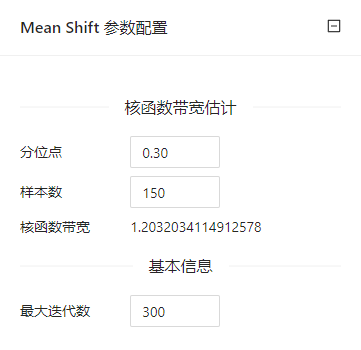 Mean Shift 参数配置
核函数带宽估计
分位点 0.30
样本数 150
核函数带宽 1.2032034114912578
基本信息
最大迭代数 300